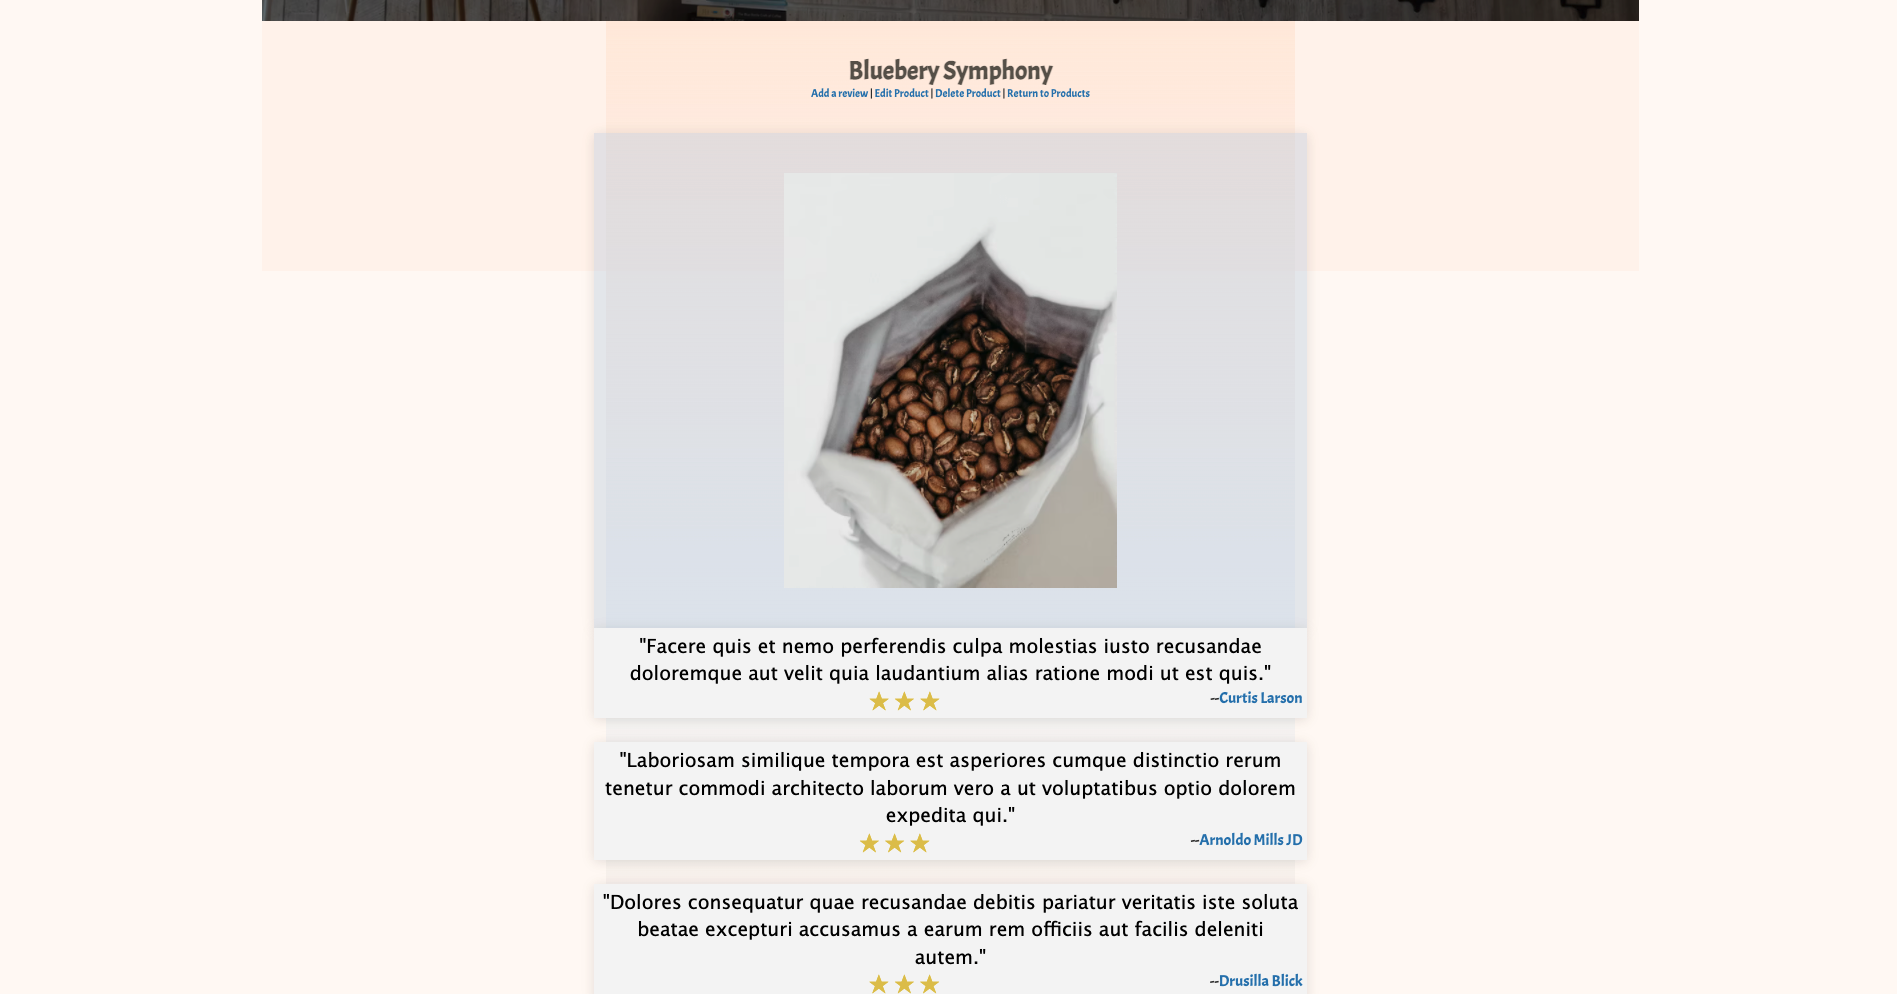 Bluebery Symphony
Add a review | Edit Product | Delete Product | Return to Products
"Facere quis et nemo perferendis culpa molestias iusto recusandae
doloremque aut velit quia laudantium alias ratione modi ut est quis."
--Curtis Larson
"Laboriosam similique tempora est asperiores cumque distinctio rerum
tenetur commodi architecto laborum vero a ut voluptatibus optio dolorem
expedita qui."
--Arnoldo Mills JD
"Dolores consequatur quae recusandae debitis pariatur veritatis iste soluta
beatae excepturi accusamus a earum rem officiis aut facilis deleniti
autem."
--Drusilla Blick